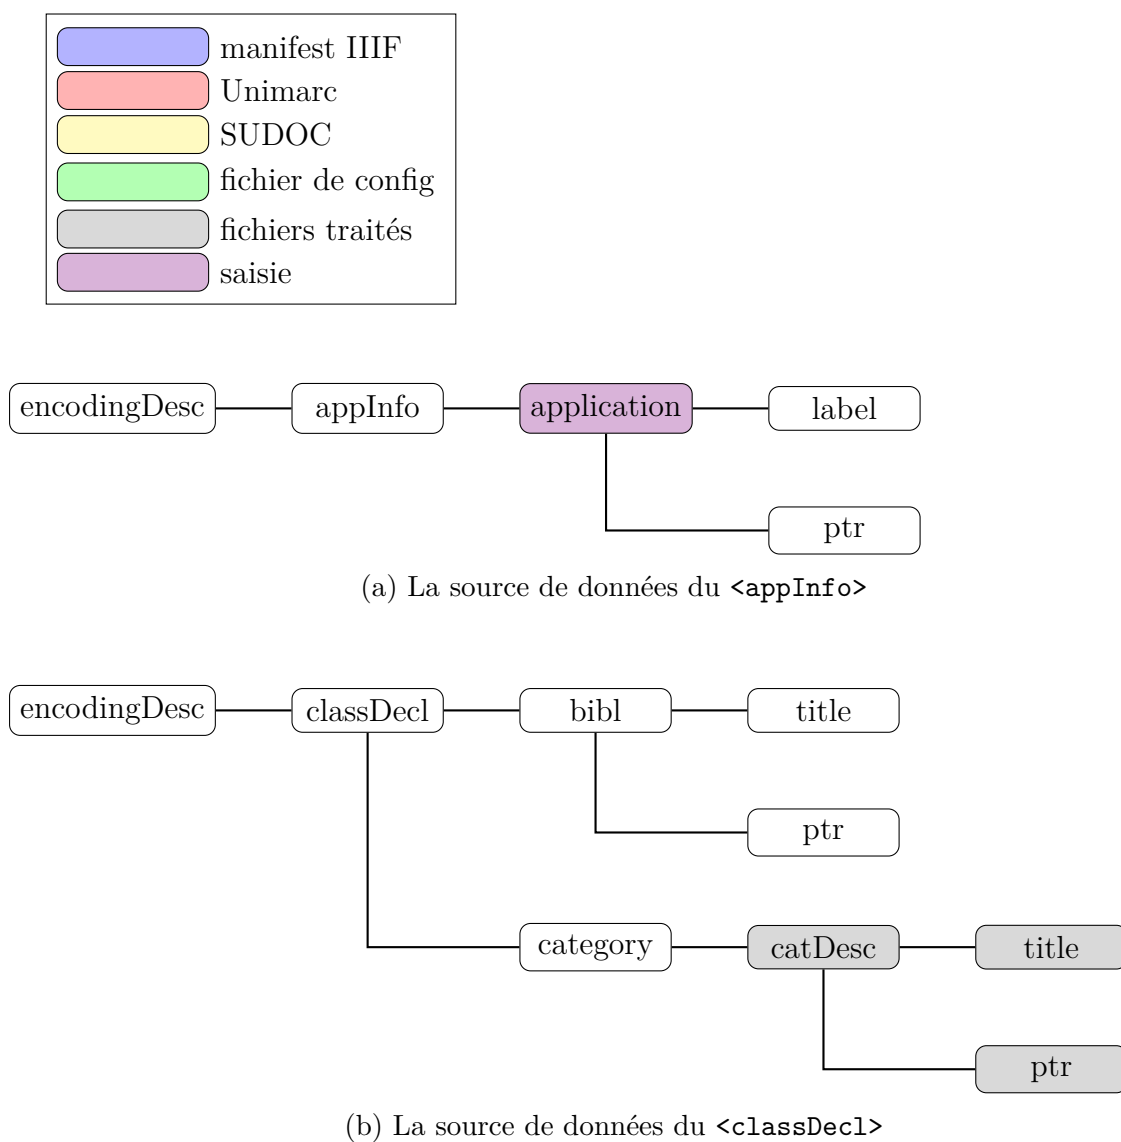 manifest IIIF
Unimarc
SUDOC
fichier de config
fichiers traités
saisie
encodingDesc appInfo application label
ptr
(a) La source de données du <appInfo>
encodingDesc classDecl bibl title
ptr
category catDesc title
ptr
(b) La source de données du <classDecl>